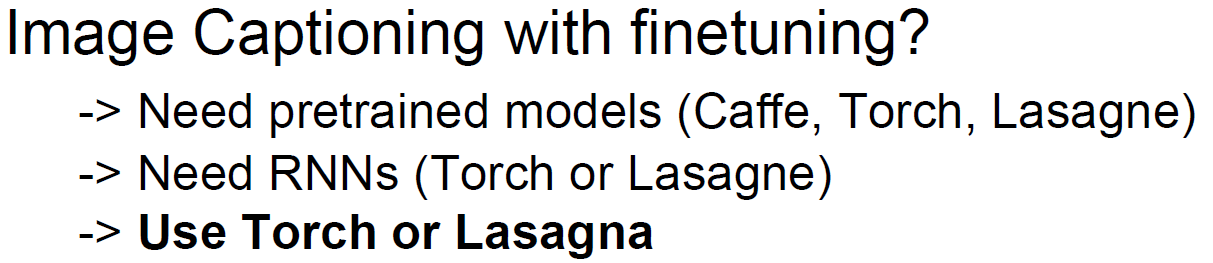 Image Captioning with finetuning?
-> Need pretrained models (Caffe, Torch, Lasagne)
-> Need RNNs (Torch or Lasagne)
-> Use Torch or Lasagna